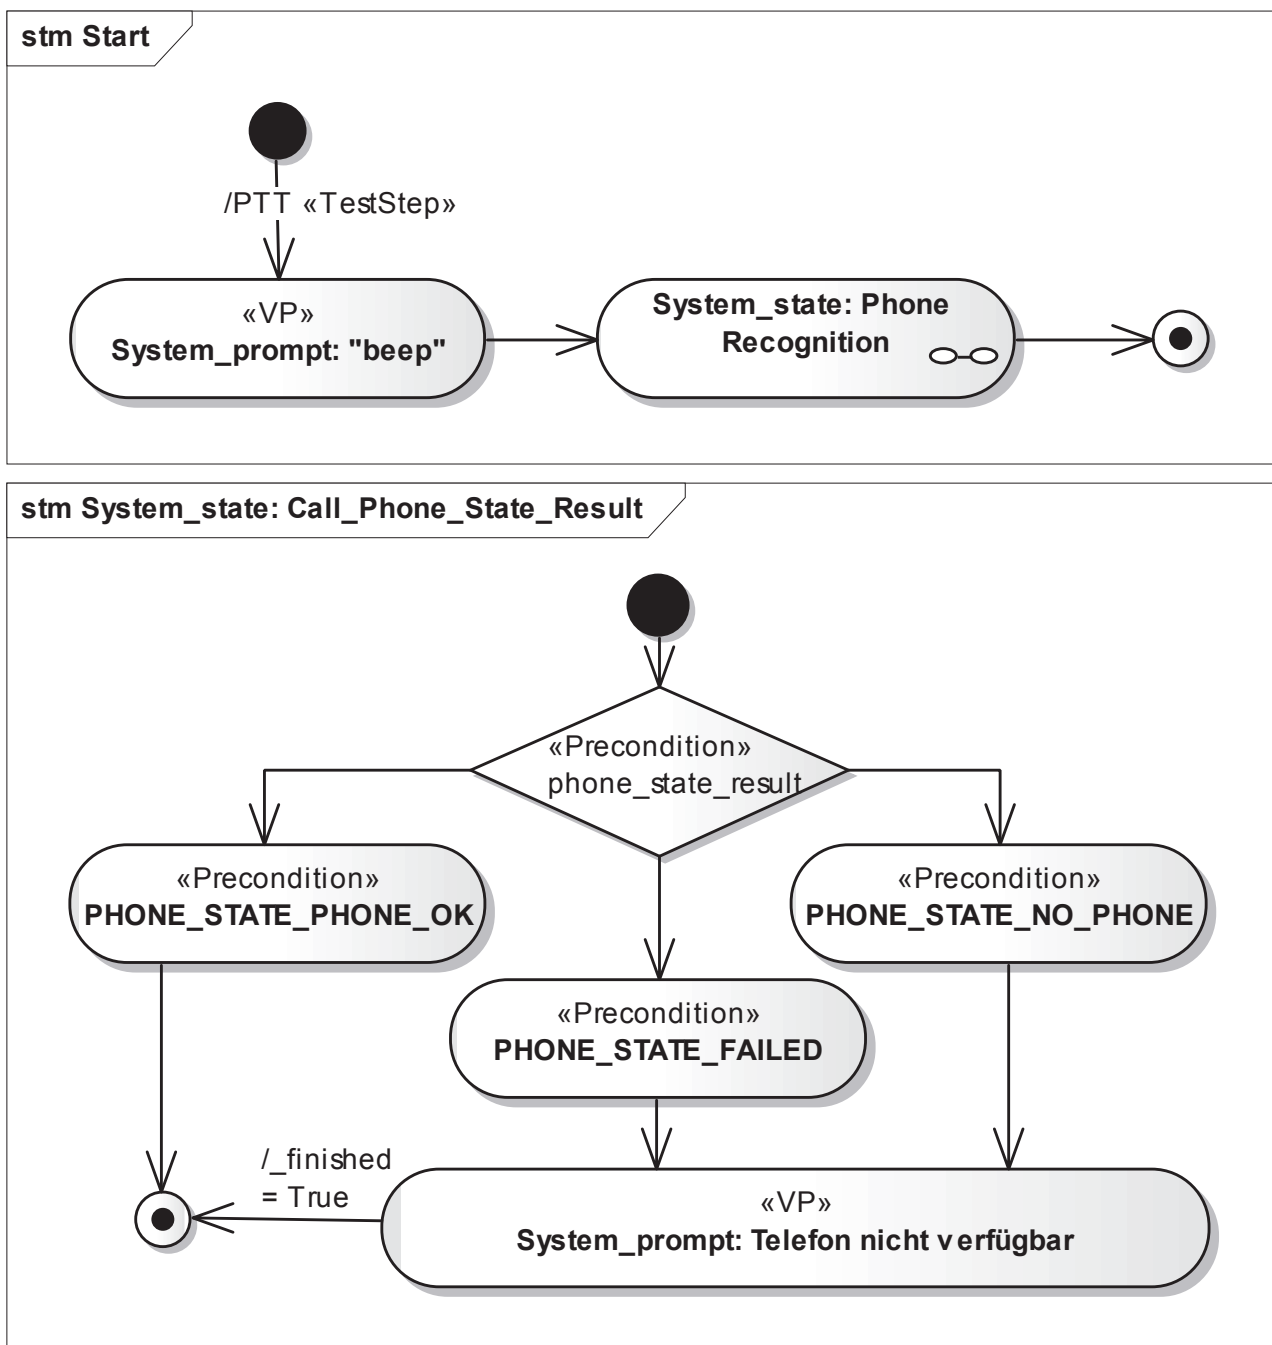 stm Start
/PTT «TestStep»
«VP»
System_prompt: "beep"
System_state: Phone
Recognition
stm System_state: Call_Phone_State_Result
«Precondition»
phone_state_result
«Precondition»
PHONE_STATE_PHONE_OK
«Precondition»
PHONE_STATE_NO_PHONE
«Precondition»
PHONE_STATE_FAILED
/_finished
= True
«VP»
System_prompt: Telefon nicht verfügbar